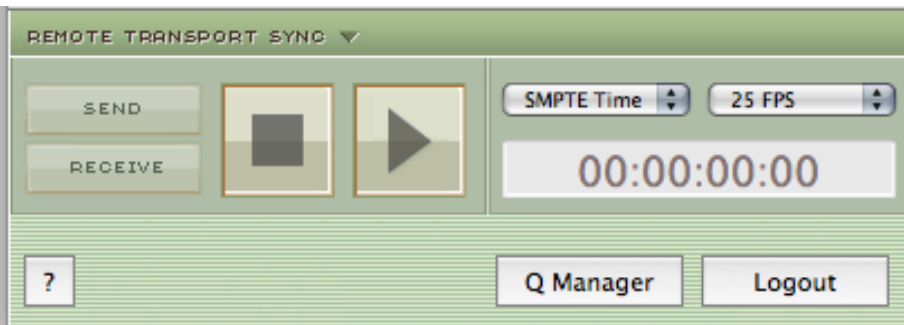 REMOTE TRANSPORT SYNC
SEND
RECEIVE
SMPTE Time
25 FPS
00:00:00:00
?
Q Manager
Logout